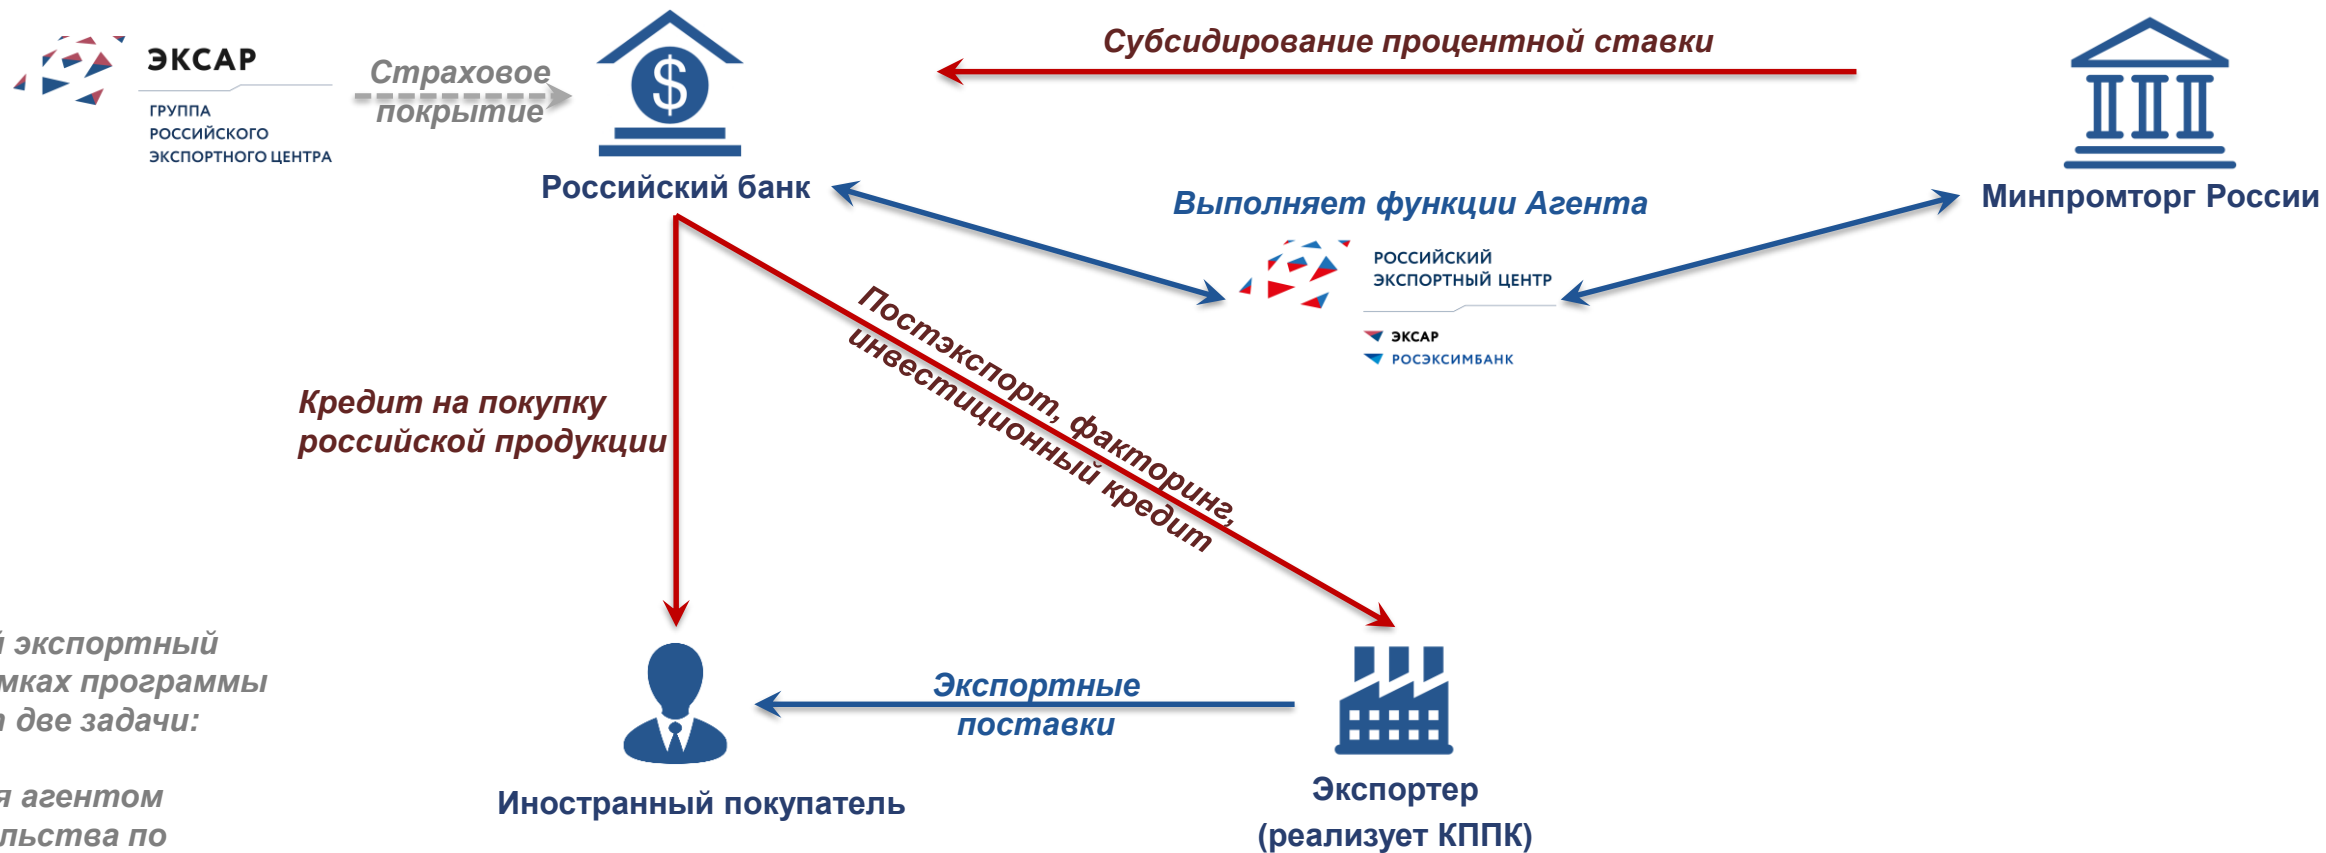 ЭКСАР
ГРУППА
РОССИЙСКОГО
ЭКСПОРТНОГО ЦЕНТРА
Страховое
покрытие
$
Российский банк
Субсидирование процентной ставки
Минпромторг России
Выполняет функции Агента
РОССИЙСКИЙ
ЭКСПОРТНЫЙ ЦЕНТР
ЭКСАР
РОСЭКСИМБАНК
Постэкспорт, факторинг,
инвестиционный кредит
Кредит на покупку
российской продукции
экспортный
программы
две задачи:
агентом
по
Экспортные
поставки
Иностранный покупатель
Экспортер
(реализует КППК)